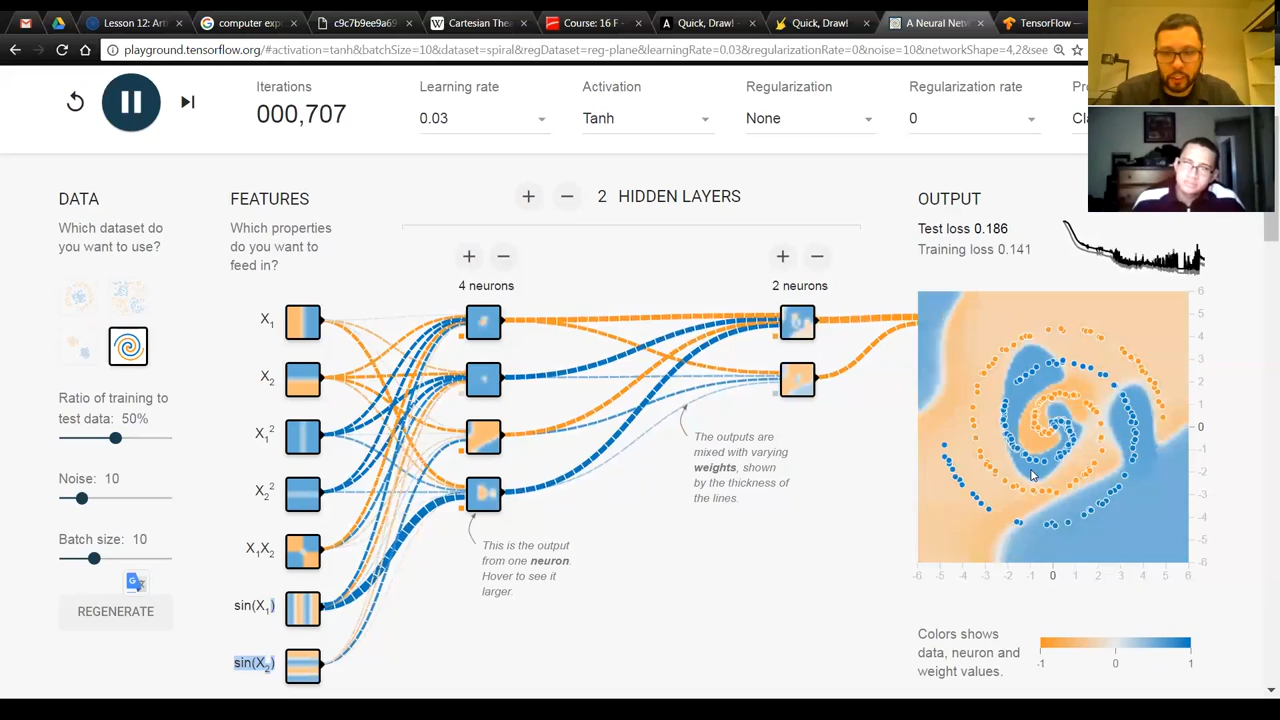 Lesson 12: Artifi
computer exp
c9c7b9ee9a69
Cartesian Thea
Course: 16 F -
Quick, Draw!
Quick, Draw!
A Neural Netw
TensorFlow —
playground.tensorflow.org/#activation=tanh&batchSize=10&dataset=spiral&regDataset=reg-plane&learningRate=0.03&regularizationRate=0&noise=10&networkShape=4,2&see
Iterations
000,707
Learning rate
0.03
Activation
Tanh
Regularization
None
Regularization rate
0
Pr
Cl
DATA
Which dataset do
you want to use?
Ratio of training to
test data: 50%
Noise: 10
Batch size: 10
REGENERATE
FEATURES
Which properties
do you want to
feed in?
X₁
X₂
X₁²
X₂²
X₁X₂
sin(X₁)
sin(X₂)
2 HIDDEN LAYERS
4 neurons
2 neurons
This is the output
from one neuron.
Hover to see it
larger.
The outputs are
mixed with varying
weights, shown
by the thickness of
the lines.
OUTPUT
Test loss 0.186
Training loss 0.141
6
5
4
3
2
1
0
-1
-2
-3
-4
-5
-6
-6 -5 -4 -3 -2 -1 0 1 2 3 4 5 6
Colors shows
data, neuron and
weight values.
-1 0 1